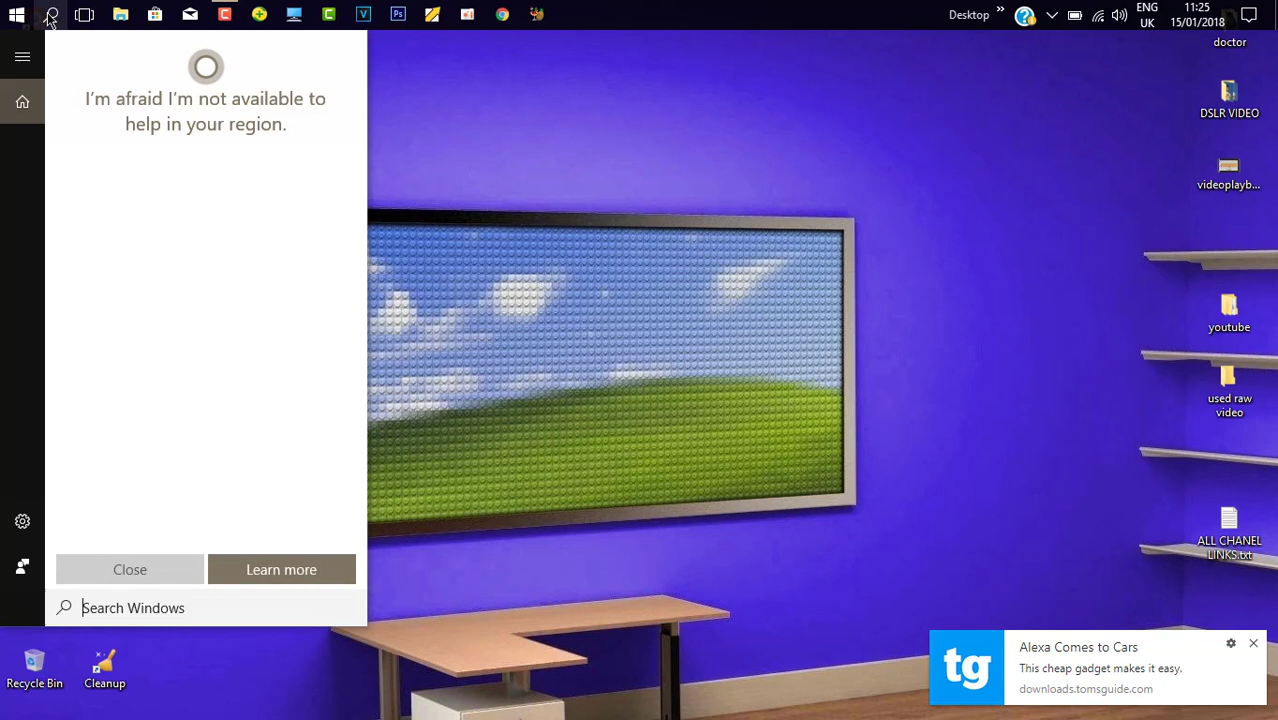 Desktop
»
ENG
UK
11:25
15/01/2018
I'm afraid I'm not available to
help in your region.
Close
Learn more
Search Windows
doctor
DSLR VIDEO
videoplayb...
youtube
used raw
video
ALL CHANEL
LINKS.txt
Recycle Bin
Cleanup
tg
Alexa Comes to Cars
This cheap gadget makes it easy.
downloads.tomsguide.com